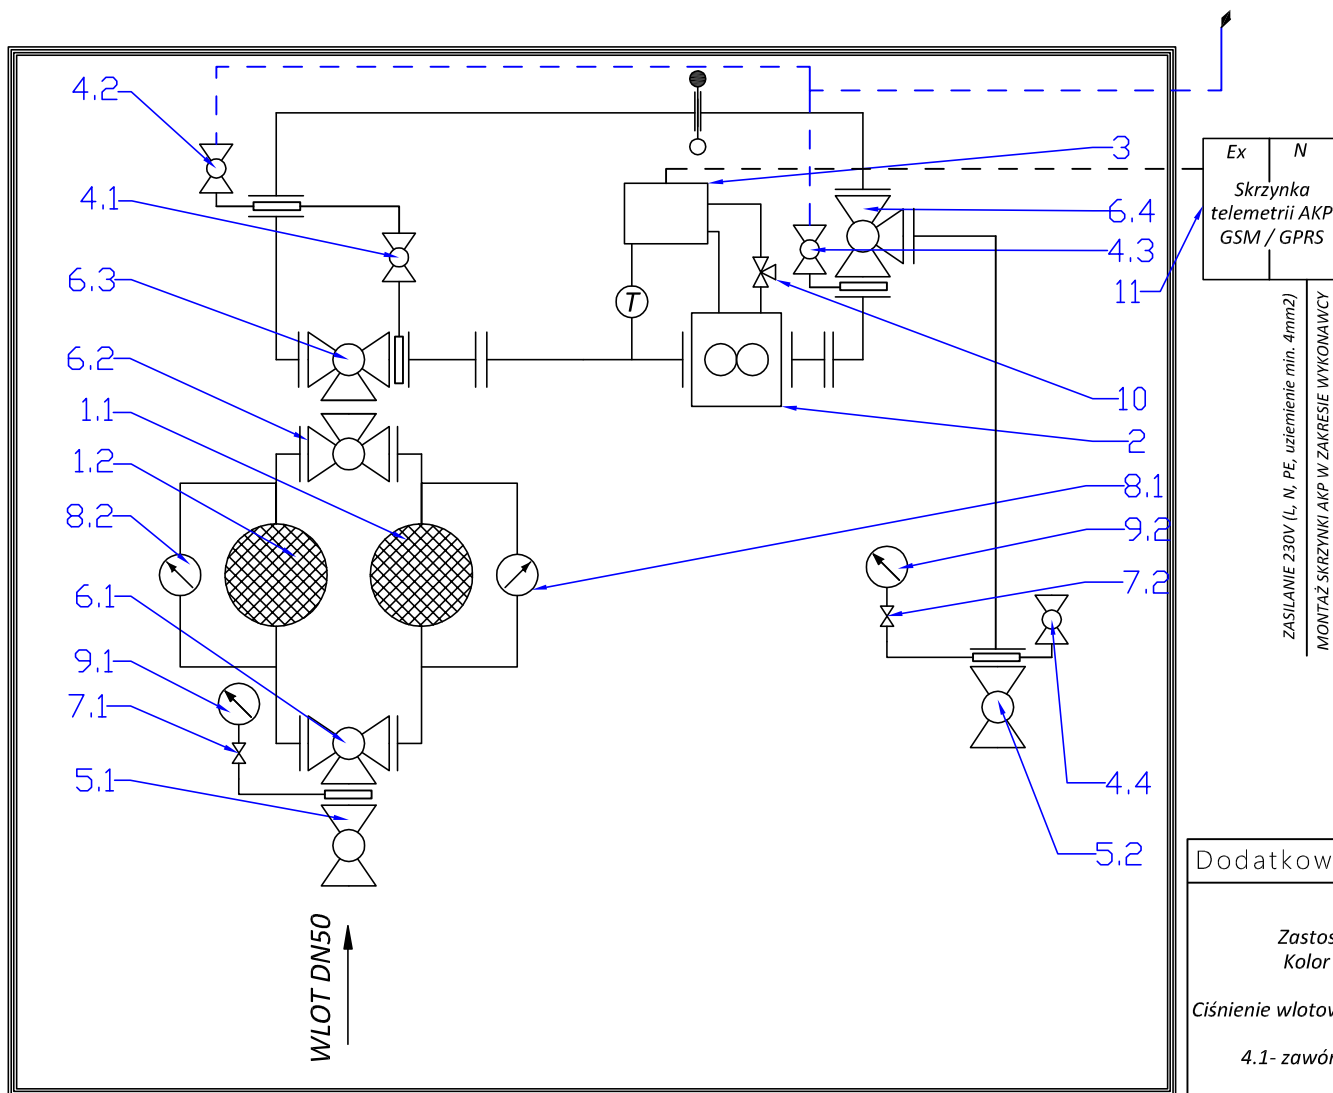 4.2
4.1
6.3
6.2
1.1
1.2
8.2
6.1
9.1
7.1
5.1
T
3
6.4
4.3
11
10
2
8.1
9.2
7.2
4.4
5.2
Ex
N
Skrzynka
telemetrii AKP
GSM / GPRS
ZASILANIE 230V (L, N, PE, uziemienie min. 4mm2)
MONTAŻ SKRZYNKI AKP W ZAKRESIE WYKONAWCY
WLOT DN50
Dodatkow
Zastos
Kolor
Ciśnienie wlotow
4.1- zawór